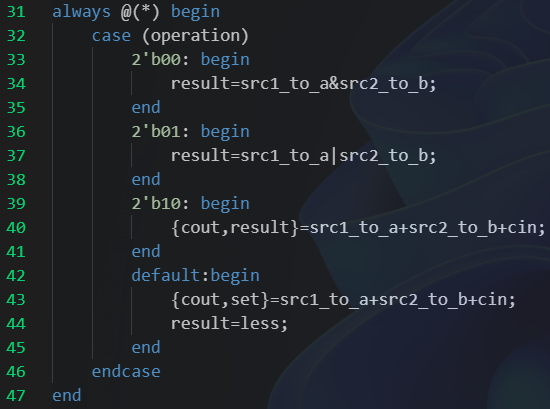 31 always @(*) begin
32     case (operation)
33         2'b00: begin
34             result=src1_to_a&src2_to_b;
35         end
36         2'b01: begin
37             result=src1_to_a|src2_to_b;
38         end
39         2'b10: begin
40             {cout,result}=src1_to_a+src2_to_b+cin;
41         end
42         default:begin
43             {cout,set}=src1_to_a+src2_to_b+cin;
44             result=less;
45         end
46     endcase
47 end